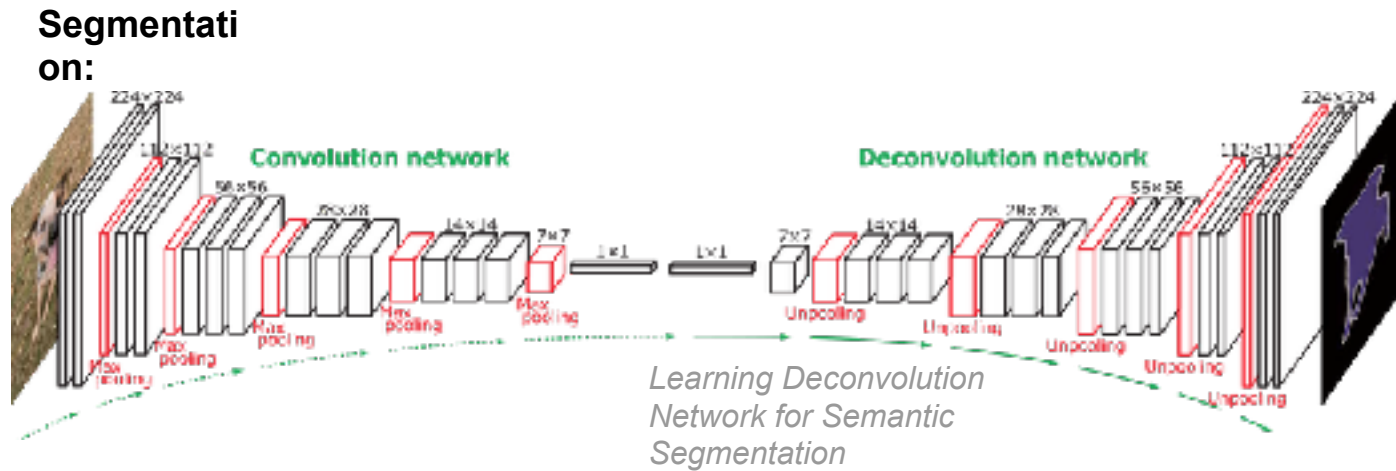 Segmentati
on:
224×224
224×224
112×112
112×112
Convolution network
Deconvolution network
56×56
56×56
28×28
28×28
14×14
14×14
7×7
7×7
1×1
1×1
Max
pooling
Max
pooling
Max
pooling
Max
pooling
Max
pooling
Unpooling
Unpooling
Unpooling
Unpooling
Unpooling
Learning Deconvolution
Network for Semantic
Segmentation